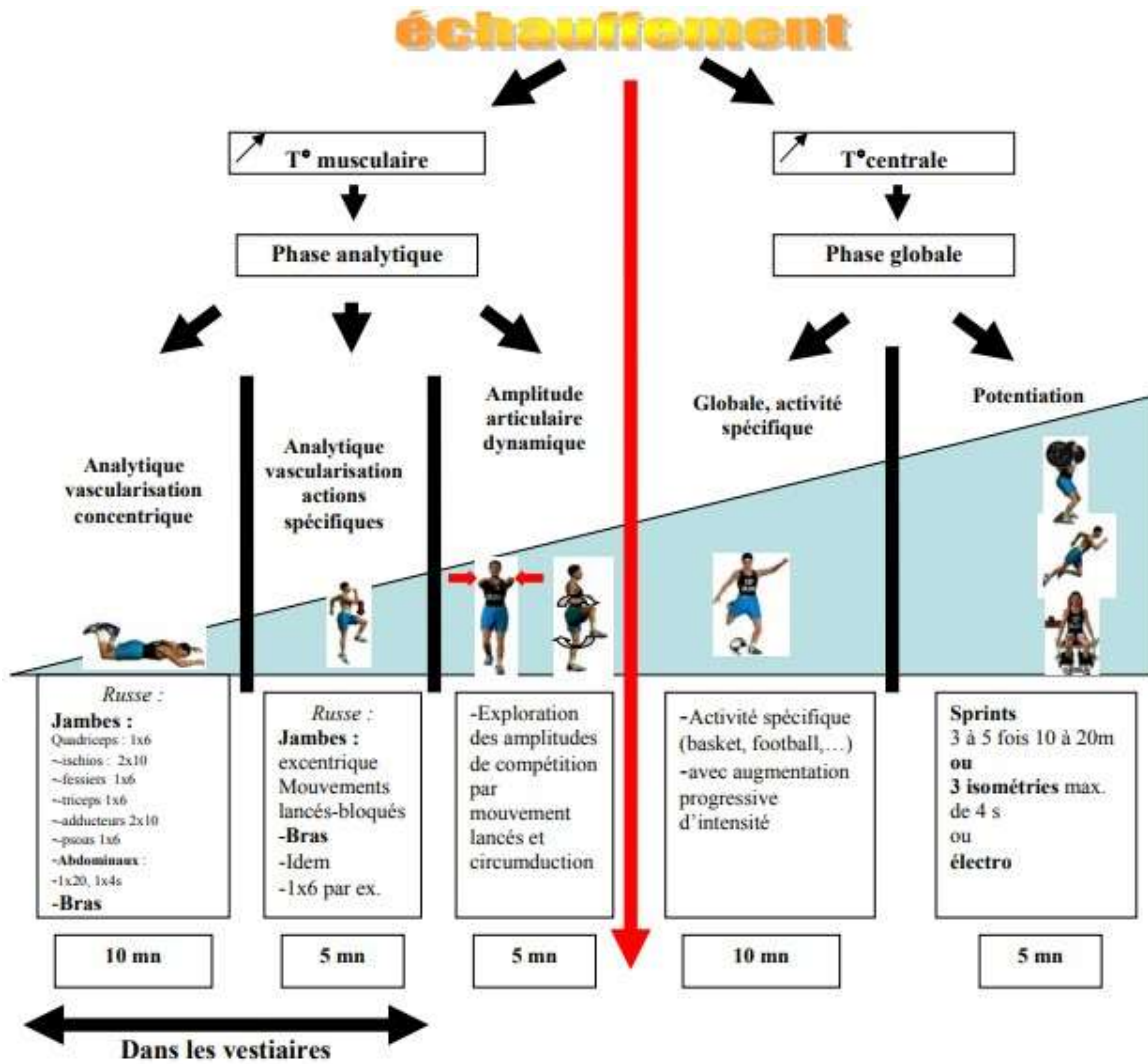 échauffement
T° musculaire
T°centrale
Phase analytique
Phase globale
Analytique
vascularisation
concentrique
Analytique
vascularisation
actions
spécifiques
Amplitude
articulaire
dynamique
Globale, activité
spécifique
Potentiation
Russe :
Jambes :
Quadriceps : 1x6
--ischios : 2x10
--fessiers 1x6
--triceps 1x6
--adducteurs 2x10
--psoas 1x6
-Abdominaux :
-1x20, 1x4s
-Bras
Russe :
Jambes :
excentrique
Mouvements
lancés-bloqués
-Bras
-Idem
-1x6 par ex.
-Exploration
des amplitudes
de compétition
par
mouvement
lancés et
circumduction
-Activité spécifique
(basket, football,…)
-avec augmentation
progressive
d'intensité
Sprints
3 à 5 fois 10 à 20m
ou
3 isométries max.
de 4 s
ou
électro
10 mn
5 mn
5 mn
10 mn
5 mn
Dans les vestiaires